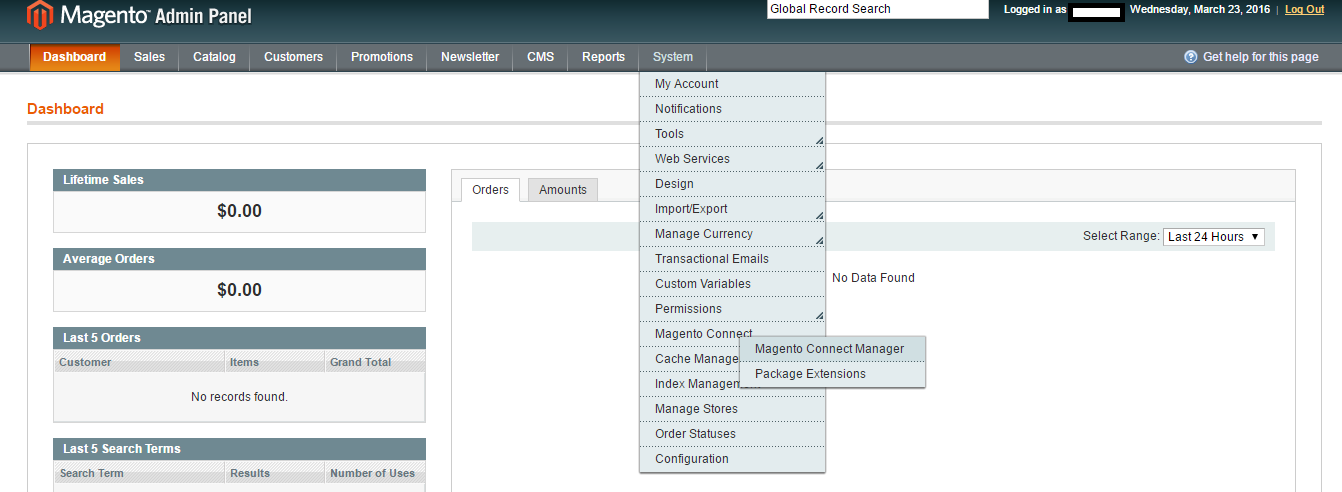 Magento Admin Panel
Global Record Search
Logged in as
Wednesday, March 23, 2016 | Log Out
Dashboard Sales Catalog Customers Promotions Newsletter CMS Reports System
Get help for this page
My Account
Notifications
Tools
Web Services
Design
Import/Export
Manage Currency
Transactional Emails
Custom Variables
Permissions
Magento Connect
Magento Connect Manager
Package Extensions
Cache Manage
Index Managem
Manage Stores
Order Statuses
Configuration
Dashboard
Lifetime Sales
$0.00
Average Orders
$0.00
Last 5 Orders
Customer Items Grand Total
No records found.
Last 5 Search Terms
Search Term Results Number of Uses
Orders Amounts
Select Range: Last 24 Hours
No Data Found